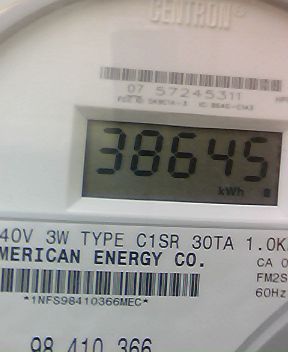 CENTRON®
07 57245311
38645
kWh
40V 3W TYPE C1SR 30TA 1.0K
MERICAN ENERGY CO.
CA 0
FM2S
60Hz
*1NFS98410366MEC*
98 410 366